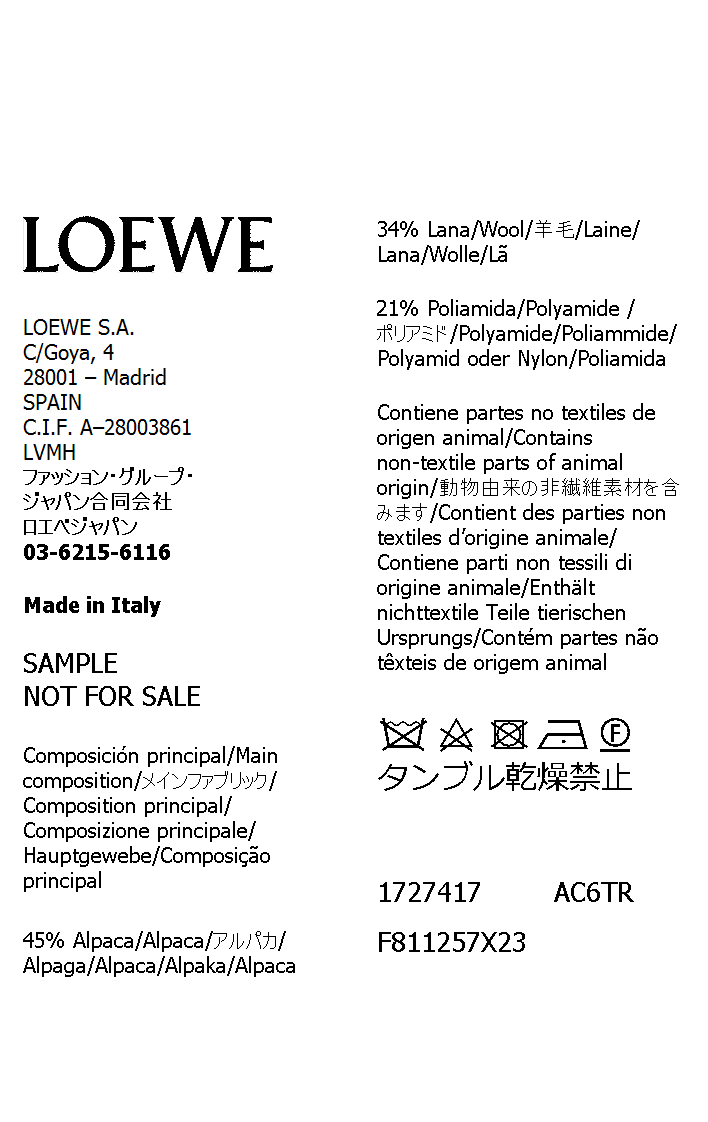 LOEWE
LOEWE S.A.
C/Goya, 4
28001 – Madrid
SPAIN
C.I.F. A–28003861
LVMH
ファッション・グループ・
ジャパン合同会社
ロエベジャパン
03-6215-6116
Made in Italy
SAMPLE
NOT FOR SALE
Composición principal/Main
composition/メインファブリック/
Composition principal/
Composizione principale/
Hauptgewebe/Composição
principal
45% Alpaca/Alpaca/アルパカ/
Alpaga/Alpaca/Alpaka/Alpaca
34% Lana/Wool/羊毛/Laine/
Lana/Wolle/Lã
21% Poliamida/Polyamide /
ポリアミド/Polyamide/Poliammide/
Polyamid oder Nylon/Poliamida
Contiene partes no textiles de
origen animal/Contains
non-textile parts of animal
origin/動物由来の非繊維素材を含
みます/Contient des parties non
textiles d’origine animale/
Contiene parti non tessili di
origine animale/Enthält
nichttextile Teile tierischen
Ursprungs/Contém partes não
têxteis de origem animal
F
タンブル乾燥禁止
1727417 AC6TR
F811257X23